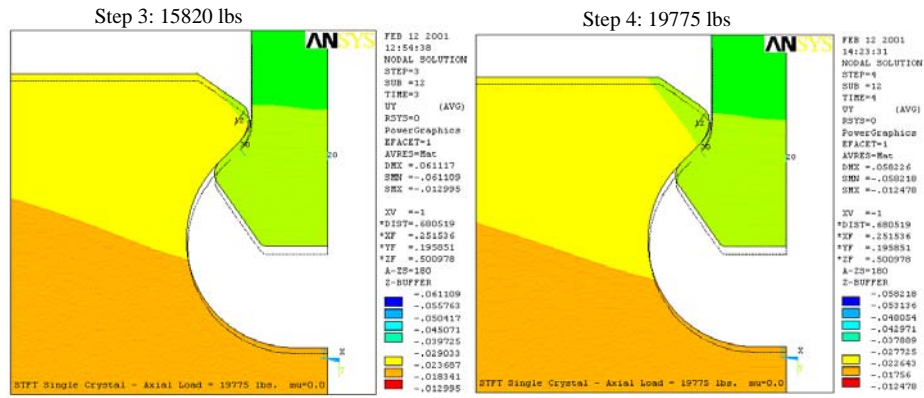 Step 3: 15820 lbs
ANSYS
FEB 12 2001
12:54:38
NODAL SOLUTION
STEP=3
SUB =12
TIME=3
UY (AVG)
RSYS=0
PowerGraphics
EFACET=1
AVRES=Mat
DMX =.061117
SMN =-.061109
SMX =-.012995
XV =-1
*DIST=.680519
*XF =.251536
*YF =.195851
*ZF =.500978
A-ZS=180
Z-BUFFER
-.061109
-.055763
-.050417
-.045071
-.039725
-.029033
-.023687
-.018341
-.012995
20
X
STFT Single Crystal - Axial Load = 19775 lbs. mu=0.0
Step 4: 19775 lbs
ANSYS
FEB 12 2001
14:23:31
NODAL SOLUTION
STEP=4
SUB =12
TIME=4
UY (AVG)
RSYS=0
PowerGraphics
EFACET=1
AVRES=Mat
DMX =.058226
SMN =-.058218
SMX =-.012478
XV =-1
*DIST=.680519
*XF =.251536
*YF =.195851
*ZF =.500978
A-ZS=180
Z-BUFFER
-.058218
-.053136
-.048054
-.042971
-.037889
-.027725
-.022643
-.01756
-.012478
20
X
STFT Single Crystal - Axial Load = 19775 lbs. mu=0.0